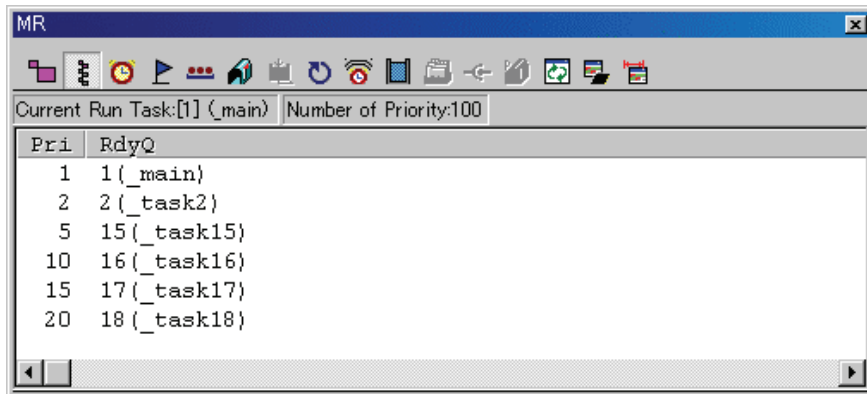 MR
Current Run Task:[1] (_main) Number of Priority:100
Pri RdyQ
1 1(_main)
2 2(_task2)
5 15(_task15)
10 16(_task16)
15 17(_task17)
20 18(_task18)